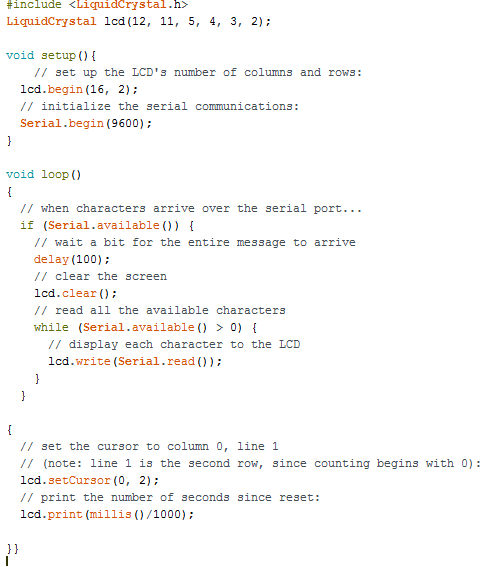 #include <LiquidCrystal.h>
LiquidCrystal lcd(12, 11, 5, 4, 3, 2);
void setup(){
// set up the LCD's number of columns and rows:
lcd.begin(16, 2);
// initialize the serial communications:
Serial.begin(9600);
}
void loop()
{
// when characters arrive over the serial port...
if (Serial.available()) {
// wait a bit for the entire message to arrive
delay(100);
// clear the screen
lcd.clear();
// read all the available characters
while (Serial.available() > 0) {
// display each character to the LCD
lcd.write(Serial.read());
}
}
{
// set the cursor to column 0, line 1
// (note: line 1 is the second row, since counting begins with 0):
lcd.setCursor(0, 2);
// print the number of seconds since reset:
lcd.print(millis()/1000);
}}